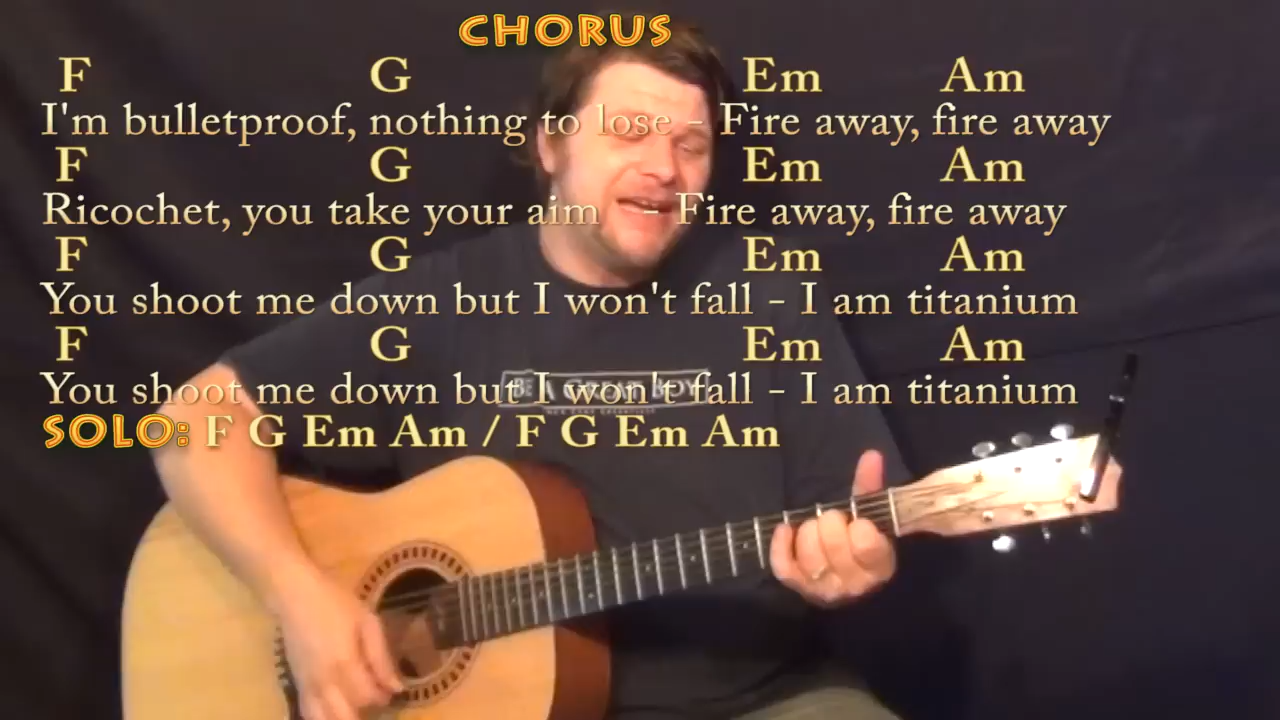 CHORUS
F G Em Am
I'm bulletproof, nothing to lose - Fire away, fire away
F G Em Am
Ricochet, you take your aim - Fire away, fire away
F G Em Am
You shoot me down but I won't fall - I am titanium
F G Em Am
You shoot me down but I won't fall - I am titanium
SOLO: F G Em Am / F G Em Am